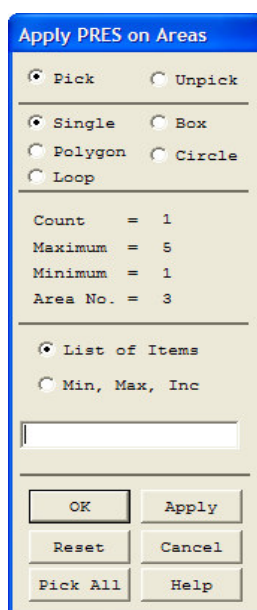 Apply PRES on Areas
Pick Unpick
Single Box
Polygon Circle
Loop
Count = 1
Maximum = 5
Minimum = 1
Area No. = 3
List of Items
Min, Max, Inc
OK Apply
Reset Cancel
Pick All Help